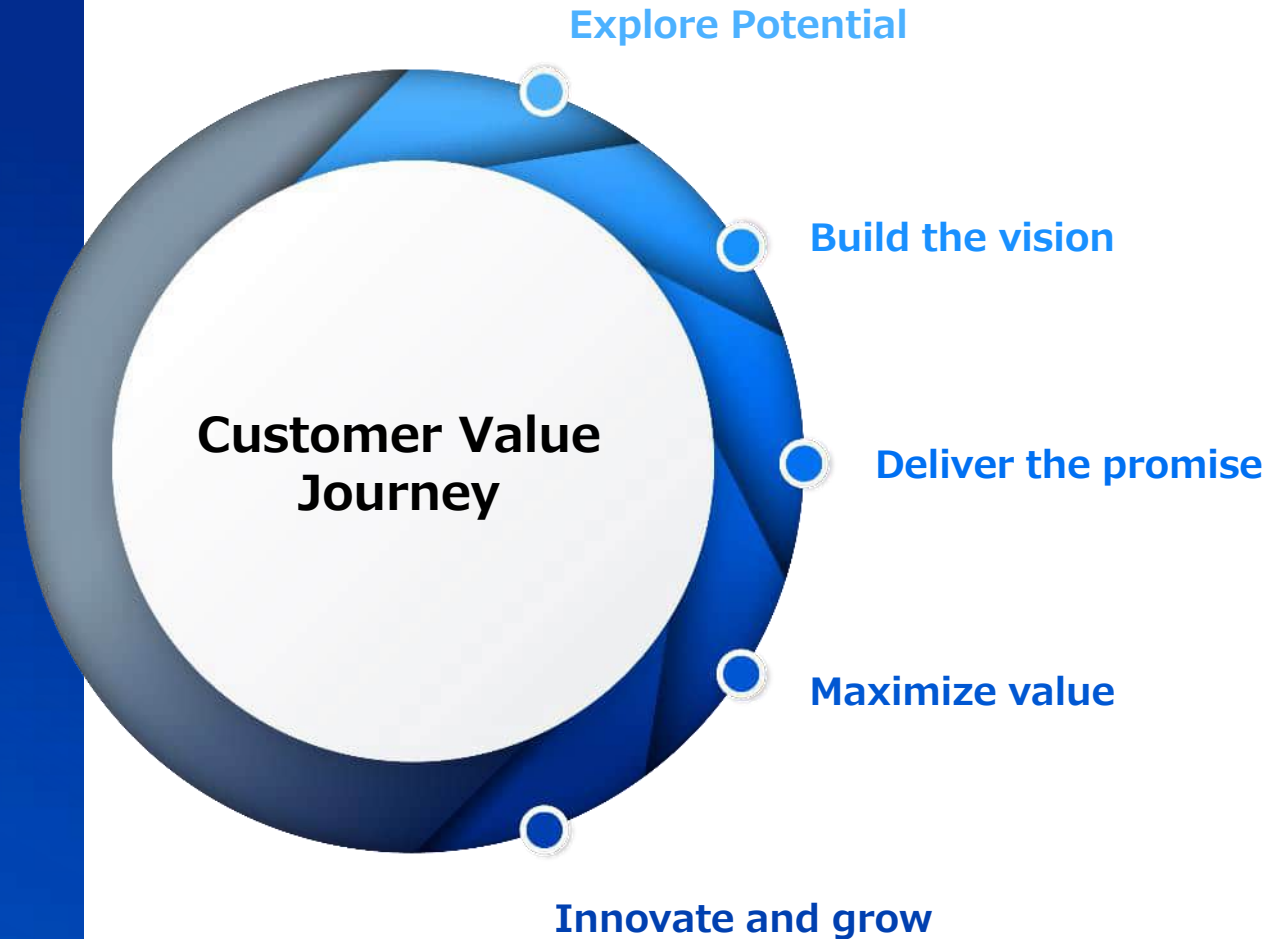 Explore Potential
Build the vision
Customer Value
Journey
Deliver the promise
Maximize value
Innovate and grow